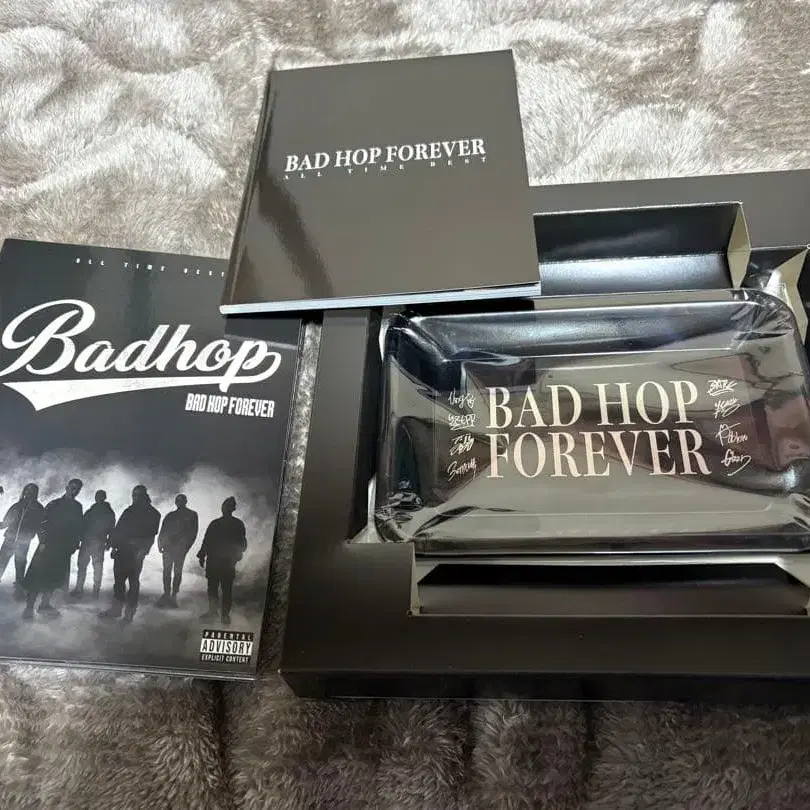 BAD HOP FOREVER
ALL TIME BEST
ALL TIME BEST
Badhop
BAD HOP FOREVER
PARENTAL
ADVISORY
EXPLICIT CONTENT
BAD HOP
FOREVER